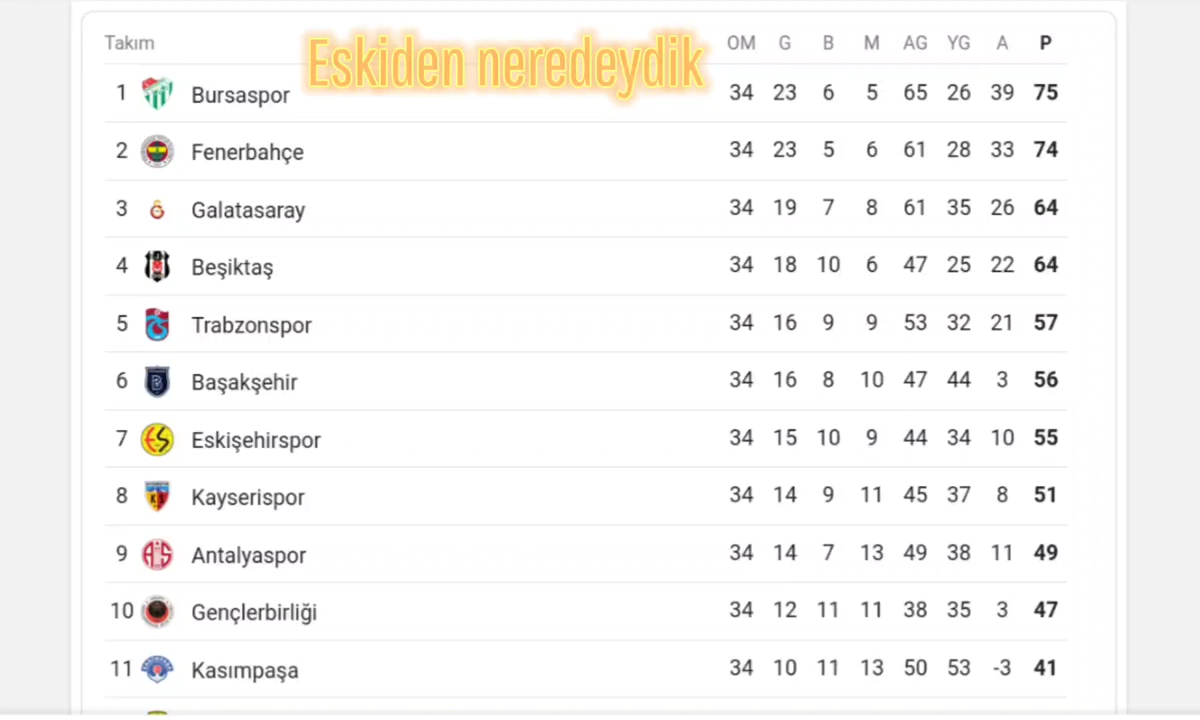 Eskiden neredeydik
Takım OM G B M AG YG A P
1 Bursaspor 34 23 6 5 65 26 39 75
2 Fenerbahçe 34 23 5 6 61 28 33 74
3 Galatasaray 34 19 7 8 61 35 26 64
4 Beşiktaş 34 18 10 6 47 25 22 64
5 Trabzonspor 34 16 9 9 53 32 21 57
6 Başakşehir 34 16 8 10 47 44 3 56
7 Eskişehirspor 34 15 10 9 44 34 10 55
8 Kayserispor 34 14 9 11 45 37 8 51
9 Antalyaspor 34 14 7 13 49 38 11 49
10 Gençlerbirliği 34 12 11 11 38 35 3 47
11 Kasımpaşa 34 10 11 13 50 53 -3 41